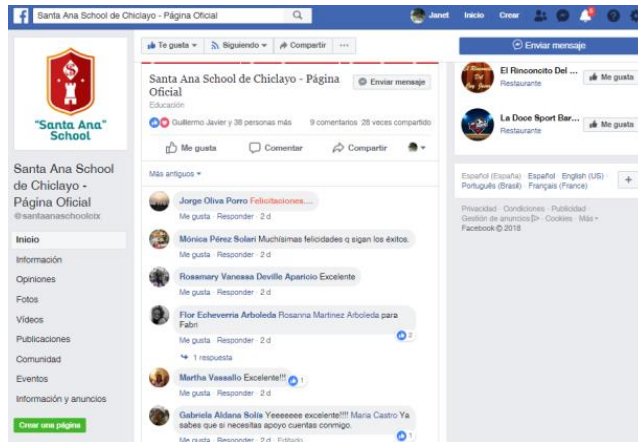 Santa Ana School de Chiclayo - Página Oficial
Janet Inicio Crear
Te gusta Siguiendo Compartir ...
Enviar mensaje
"Santa Ana"
School
Santa Ana School
de Chiclayo -
Página Oficial
@santaanaschoolcix
Inicio
Información
Opiniones
Fotos
Vídeos
Publicaciones
Comunidad
Eventos
Información y anuncios
Crear una página
Santa Ana School de Chiclayo - Página
Oficial
Enviar mensaje
Educación
Guillermo Javier y 38 personas más 9 comentarios 28 veces compartido
Me gusta Comentar Compartir
Más antiguos
Jorge Oliva Porro Felicitaciones....
Me gusta · Responder · 2 d
Mónica Pérez Solari Muchísimas felicidades q sigan los éxitos.
Me gusta · Responder · 2 d
Rossmary Vanessa Deville Aparicio Excelente
Me gusta · Responder · 2 d
Flor Echeverria Arboleda Rosanna Martinez Arboleda para
Fabri
2
Me gusta · Responder · 2 d
1 respuesta
Martha Vassallo Excelente!!! 1
Me gusta · Responder · 2 d
Gabriela Aldana Solis Yeeeeeee excelente!!!! Maria Castro Ya
sabes que si necesitas apoyo cuentas conmigo.
1
Me gusta · Responder · 2 d · Editado
El Rinconcito Del ...
Restaurante
Me gusta
La Doce Sport Bar...
Restaurante
Me gusta
Español (España) · Español · English (US) ·
Português (Brasil) · Français (France)
+
Privacidad · Condiciones · Publicidad ·
Gestión de anuncios · Cookies · Más
Facebook © 2018